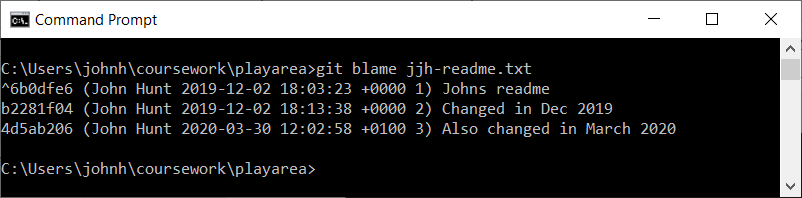 Command Prompt
C:\Users\johnh\coursework\playarea>git blame jjh-readme.txt
^6b0dfe6 (John Hunt 2019-12-02 18:03:23 +0000 1) Johns readme
b2281f04 (John Hunt 2019-12-02 18:13:38 +0000 2) Changed in Dec 2019
4d5ab206 (John Hunt 2020-03-30 12:02:58 +0100 3) Also changed in March 2020
C:\Users\johnh\coursework\playarea>